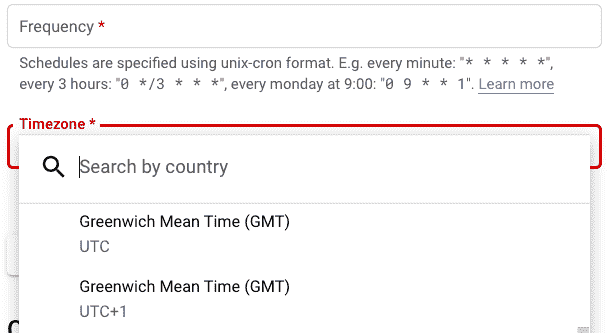 Frequency *
Schedules are specified using unix-cron format. E.g. every minute: "* * * * *",
every 3 hours: "0 */3 * * *", every monday at 9:00: "0 9 * * 1". Learn more
Timezone *
Search by country
Greenwich Mean Time (GMT)
UTC
Greenwich Mean Time (GMT)
UTC+1